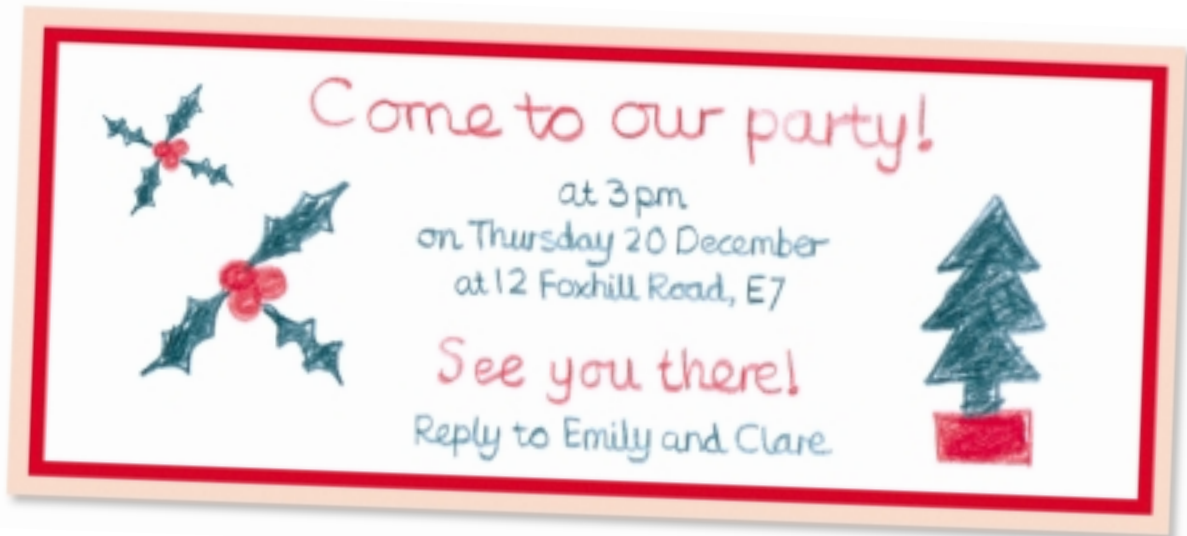 Come to our party!
at 3pm
on Thursday 20 December
at 12 Foxhill Road, E7
See you there!
Reply to Emily and Clare